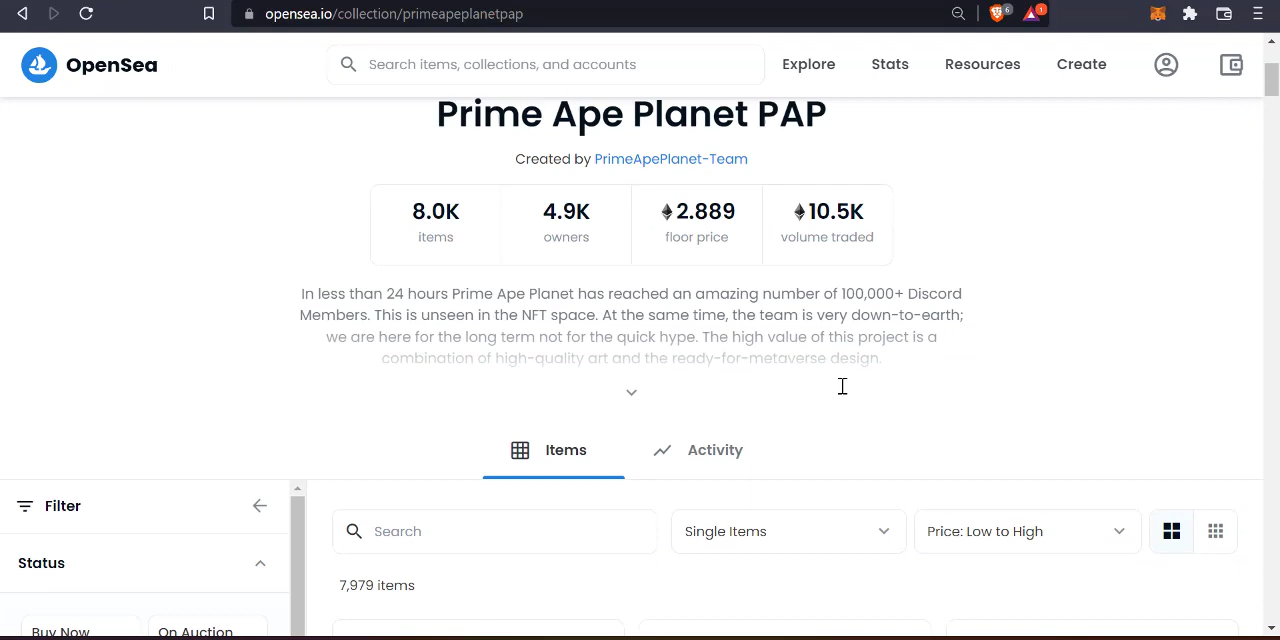 opensea.io/collection/primeapeplanetpap
6
1
OpenSea
Search items, collections, and accounts
Explore
Stats
Resources
Create
Prime Ape Planet PAP
Created by PrimeApePlanet-Team
8.0K
items
4.9K
owners
2.889
floor price
10.5K
volume traded
In less than 24 hours Prime Ape Planet has reached an amazing number of 100,000+ Discord
Members. This is unseen in the NFT space. At the same time, the team is very down-to-earth;
we are here for the long term not for the quick hype. The high value of this project is a
combination of high-quality art and the ready-for-metaverse design.
Items
Activity
Filter
Search
Single Items
Price: Low to High
Status
7,979 items
Buy Now
On Auction